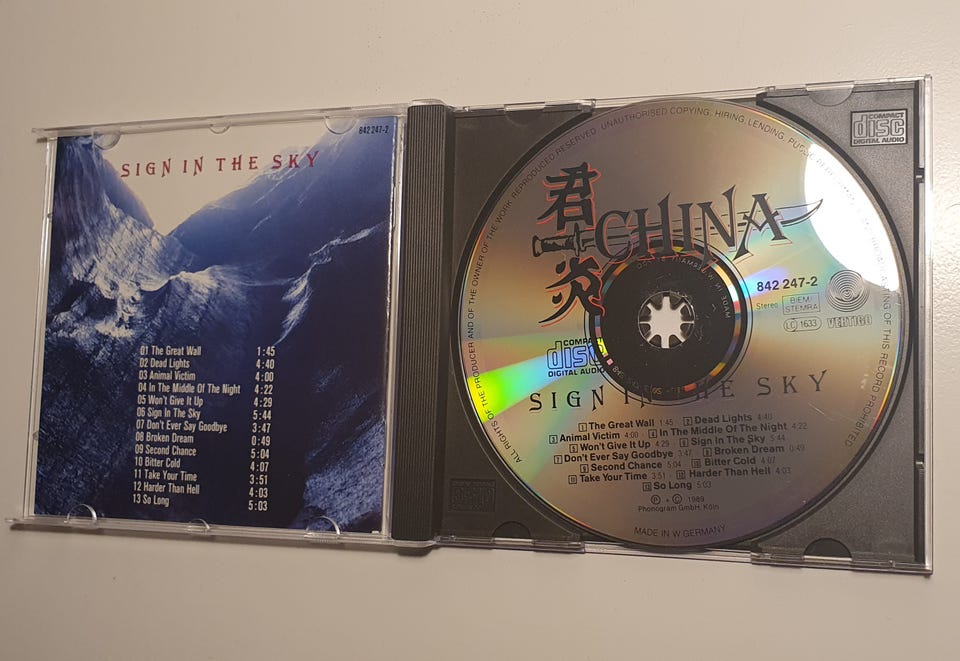 842 247-2
SIGN IN THE SKY
01 The Great Wall 1:45
02 Dead Lights 4:40
03 Animal Victim 4:00
04 In The Middle Of The Night 4:22
05 Won't Give It Up 4:29
06 Sign In The Sky 5:44
07 Don't Ever Say Goodbye 3:47
08 Broken Dream 0:49
09 Second Chance 5:04
10 Bitter Cold 4:07
11 Take Your Time 3:51
12 Harder Than Hell 4:03
13 So Long 5:03
COMPACT
disc
DIGITAL AUDIO
ALL RIGHTS OF THE PRODUCER AND OF THE OWNER OF THE WORK REPRODUCED RESERVED. UNAUTHORISED COPYING, HIRING, LENDING, OF THIS RECORD PROHIBITED
君
炎
CHINA
842 247-2
Stereo
BIEM
STEMRA
LC 1633
VERTIGO
COMPACT
disc
DIGITAL AUDIO
MADE IN W.GERMANY
SIGN IN THE SKY
1 The Great Wall 1:45 2 Dead Lights 4:40
3 Animal Victim 4:00 4 In The Middle Of The Night 4:22
5 Won't Give It Up 4:29 6 Sign In The Sky 5:44
7 Don't Ever Say Goodbye 3:47 8 Broken Dream 0:49
9 Second Chance 5:04 10 Bitter Cold 4:07
11 Take Your Time 3:51 12 Harder Than Hell 4:03
13 So Long 5:03
℗ + © 1989
Phonogram GmbH, Köln
MADE IN W GERMANY